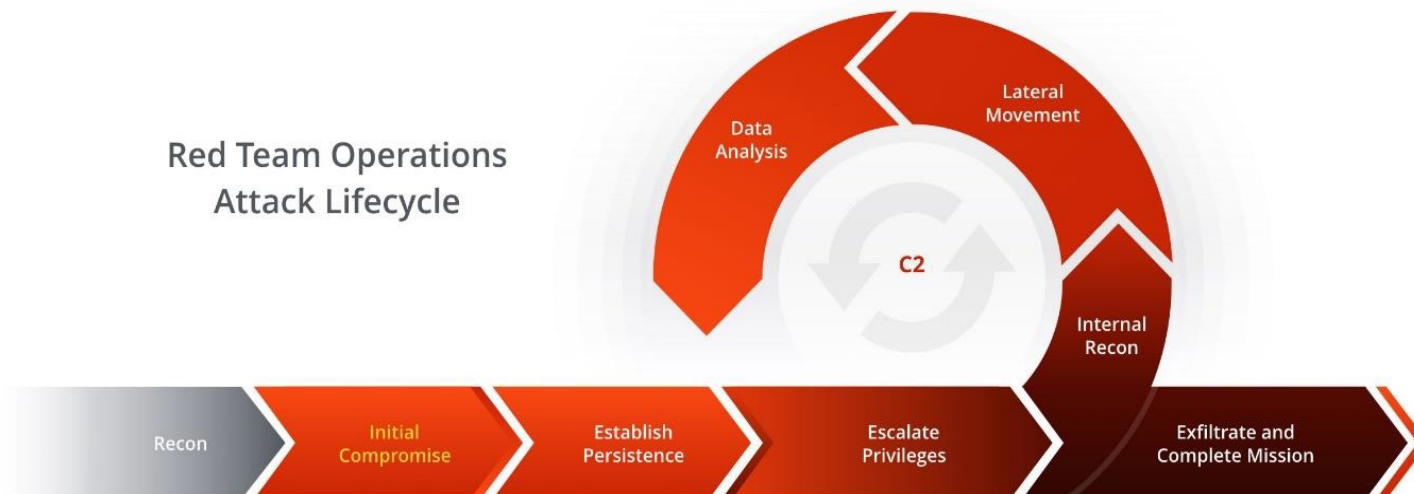 Red Team Operations
Attack Lifecycle
Data
Analysis
Lateral
Movement
C2
Internal
Recon
Recon
Initial
Compromise
Establish
Persistence
Escalate
Privileges
Exfiltrate and
Complete Mission